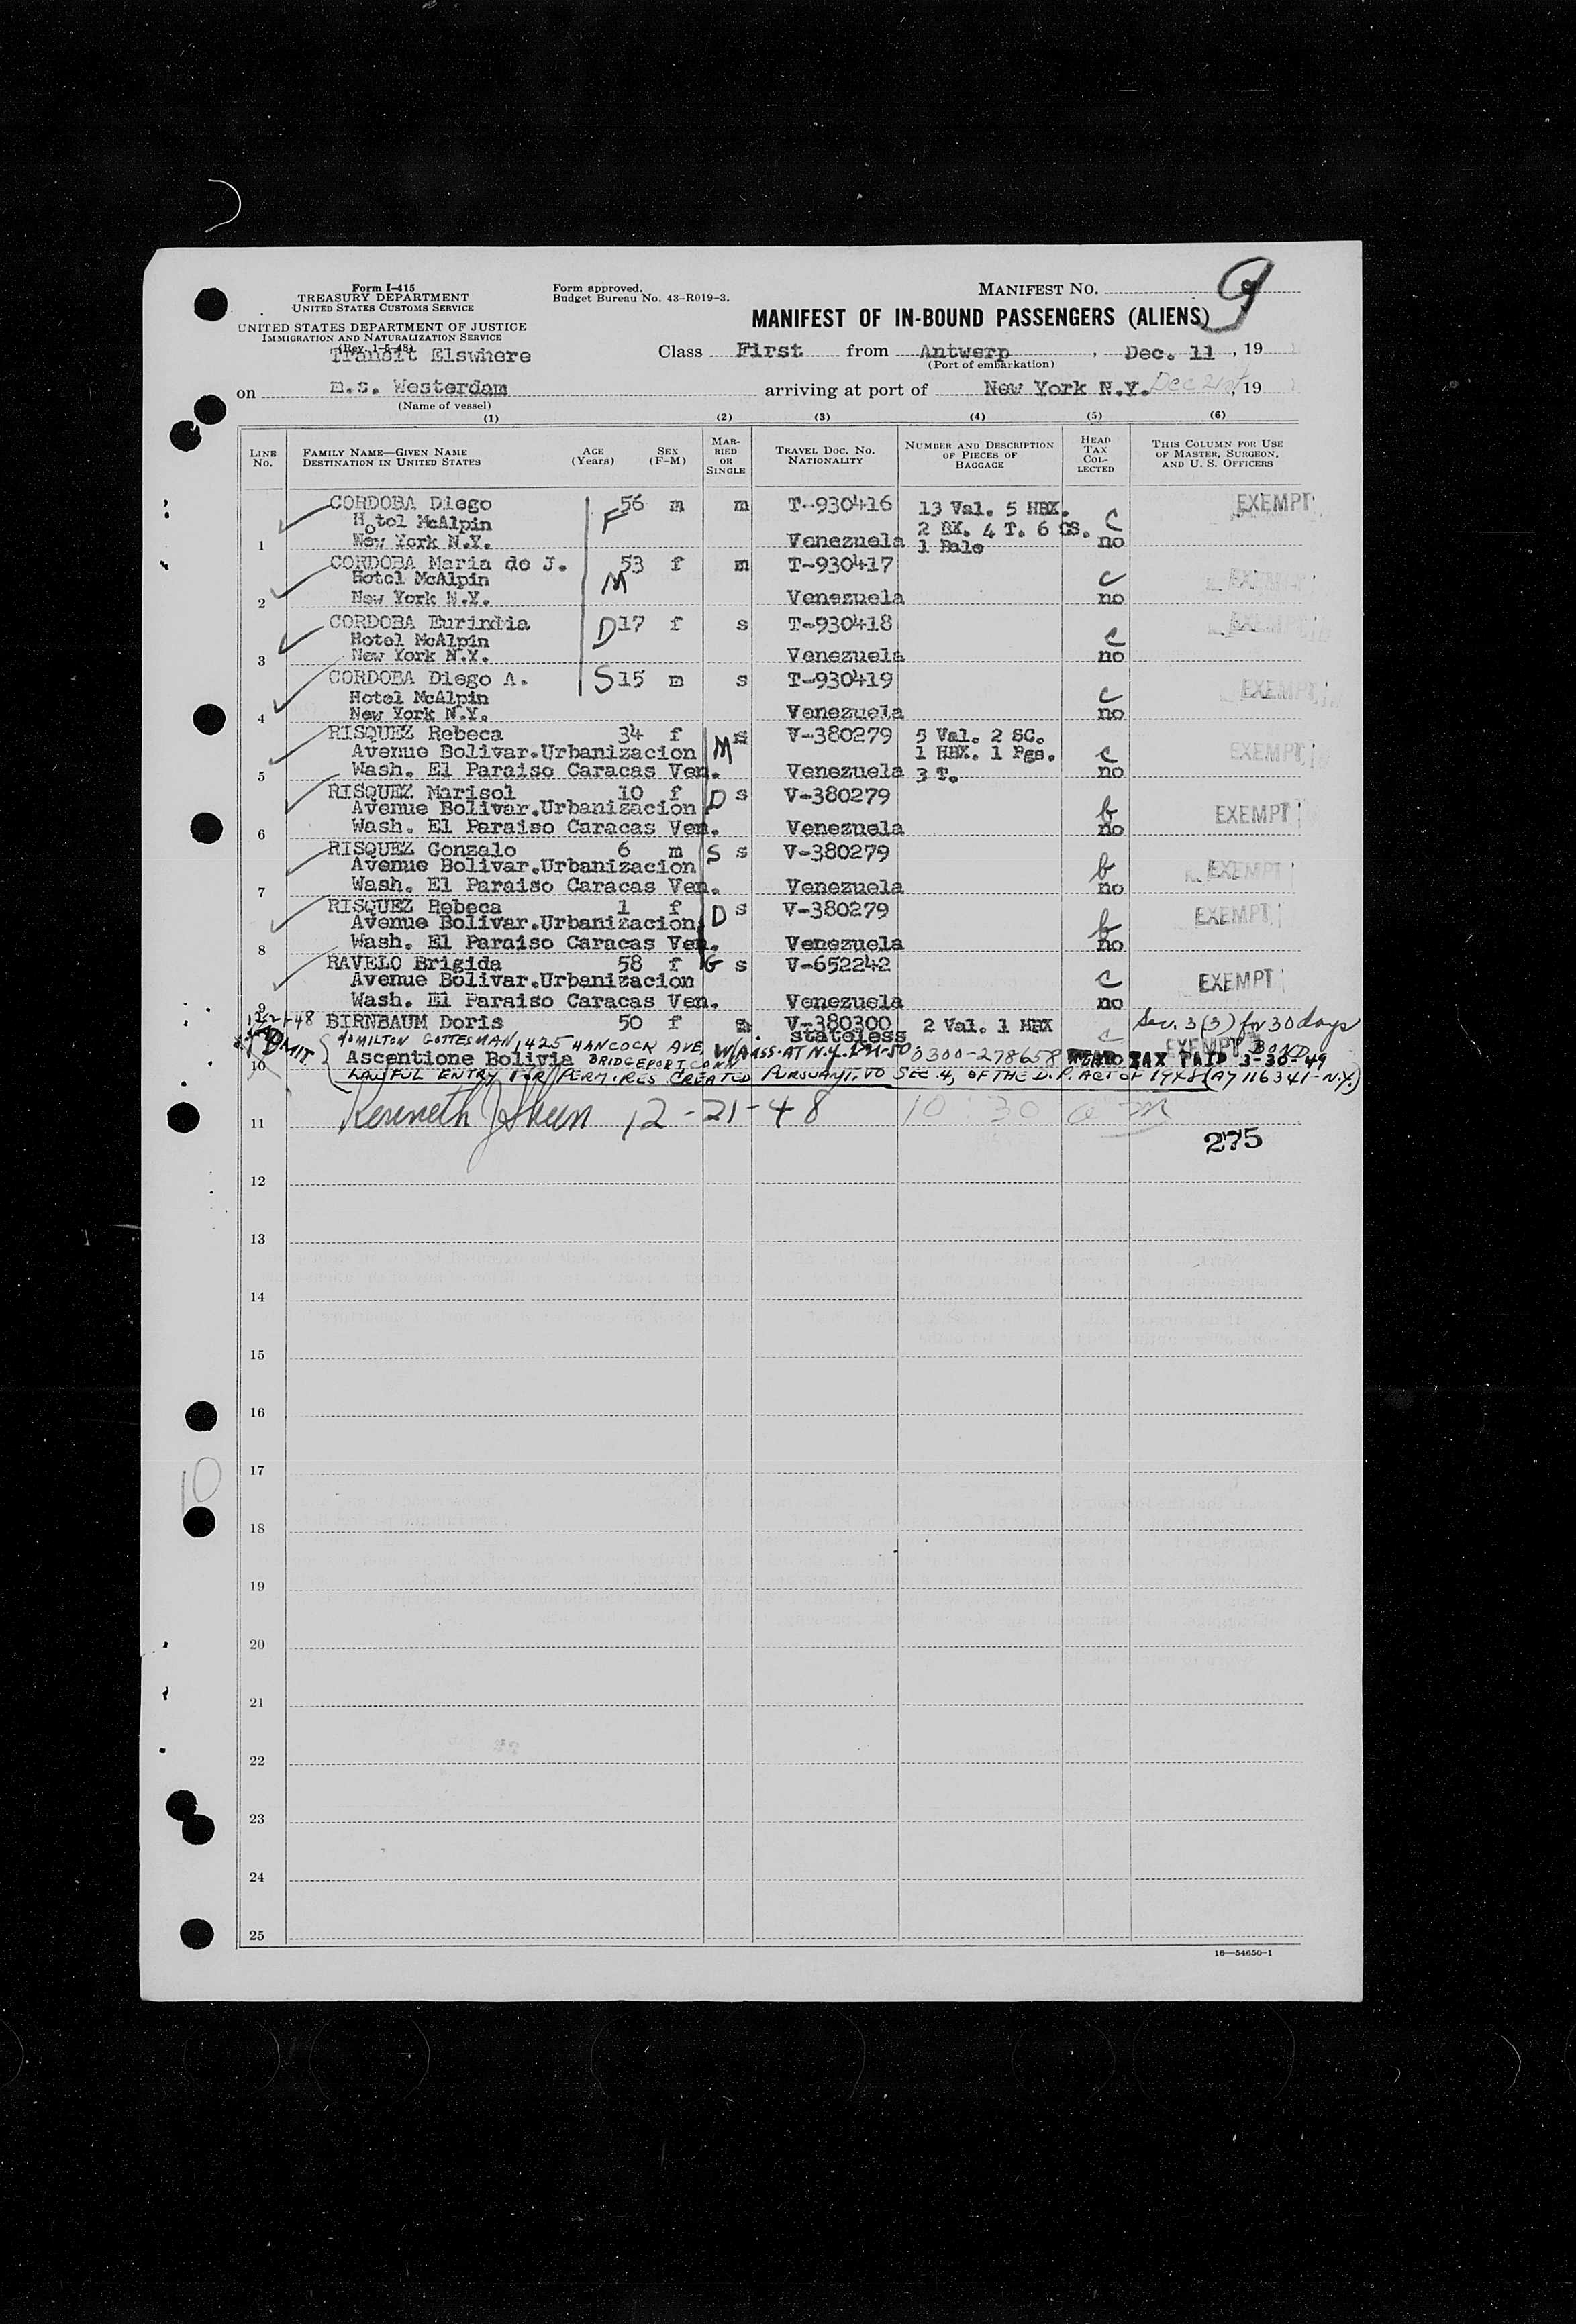 Form I-415
TREASURY DEPARTMENT
UNITED STATES CUSTOMS SERVICE
UNITED STATES DEPARTMENT OF JUSTICE
IMMIGRATION AND NATURALIZATION SERVICE
(Rev. 1-5-48)
Transit Elswhere
Form approved.
Budget Bureau No. 43-R019-3.
MANIFEST NO. 9
MANIFEST OF IN-BOUND PASSENGERS (ALIENS)
Class First from Antwerp, Dec. 11, 19
(Port of embarkation)
on m.s. Westerdam arriving at port of New York N.Y. Dec 21st, 19
(Name of vessel)
(1) (2) (3) (4) (5) (6)
LINE NO.
FAMILY NAME—GIVEN NAME
DESTINATION IN UNITED STATES
AGE (Years)
SEX (F-M)
MARRIED OR SINGLE
TRAVEL DOC. NO.
NATIONALITY
NUMBER AND DESCRIPTION OF PIECES OF BAGGAGE
HEAD TAX COLLECTED
THIS COLUMN FOR USE OF MASTER, SURGEON, AND U. S. OFFICERS
CORDOBA Diego F 56 m m T-930416 13 Val. 5 HBX. EXEMPT
Hotel McAlpin 2 BX. 4 T. 6 CS. c
1 New York N.Y. Venezuela 1 Bale no
CORDOBA Maria de J. 53 f m T-930417
Hotel McAlpin M c EXEMPT
2 New York N.Y. Venezuela no
CORDOBA Eurindia D 17 f s T-930418 EXEMPT
Hotel McAlpin c
3 New York N.Y. Venezuela no
CORDOBA Diego A. S 15 m s T-930419 EXEMPT
Hotel McAlpin c
4 New York N.Y. Venezuela no
RISQUEZ Rebeca 34 f M s V-380279 5 Val. 2 SC.
Avenue Bolivar.Urbanizacion 1 HBX. 1 Pgs. c EXEMPT
5 Wash. El Paraiso Caracas Ven. Venezuela 3 T. no
RISQUEZ Marisol 10 f D s V-380279
Avenue Bolivar.Urbanizacion b EXEMPT
6 Wash. El Paraiso Caracas Ven. Venezuela no
RISQUEZ Gonzalo 6 m S s V-380279
Avenue Bolivar.Urbanizacion b EXEMPT
7 Wash. El Paraiso Caracas Ven. Venezuela no
RISQUEZ Rebeca 1 f D s V-380279
Avenue Bolivar.Urbanizacion b EXEMPT
8 Wash. El Paraiso Caracas Ven. Venezuela no
RAVELO Brigida 58 f G s V-652242
Avenue Bolivar.Urbanizacion c EXEMPT
9 Wash. El Paraiso Caracas Ven. Venezuela no
BIRNBAUM Doris 50 f V-380300 2 Val. 1 HBX Sec. 3(3) for 30 days
stateless c EXEMPT Bond
ADMIT GOTTESMAN, 1425 HANCOCK AVE. 0300-278658 HEAD TAX PAID 3-30-49
10 Ascentione Bolivia BRIDGEPORT CONN
LAWFUL ENTRY FOR PERM. RES. CREATED PURSUANT TO SEC. 4, OF THE D.P. ACT OF 1948 (A7116341-N.Y.)
11 Kenneth J. 12-21-48 10 30 am
275
12
13
14
15
16
17
18
19
20
21
22
23
24
25
16—54650-1
10